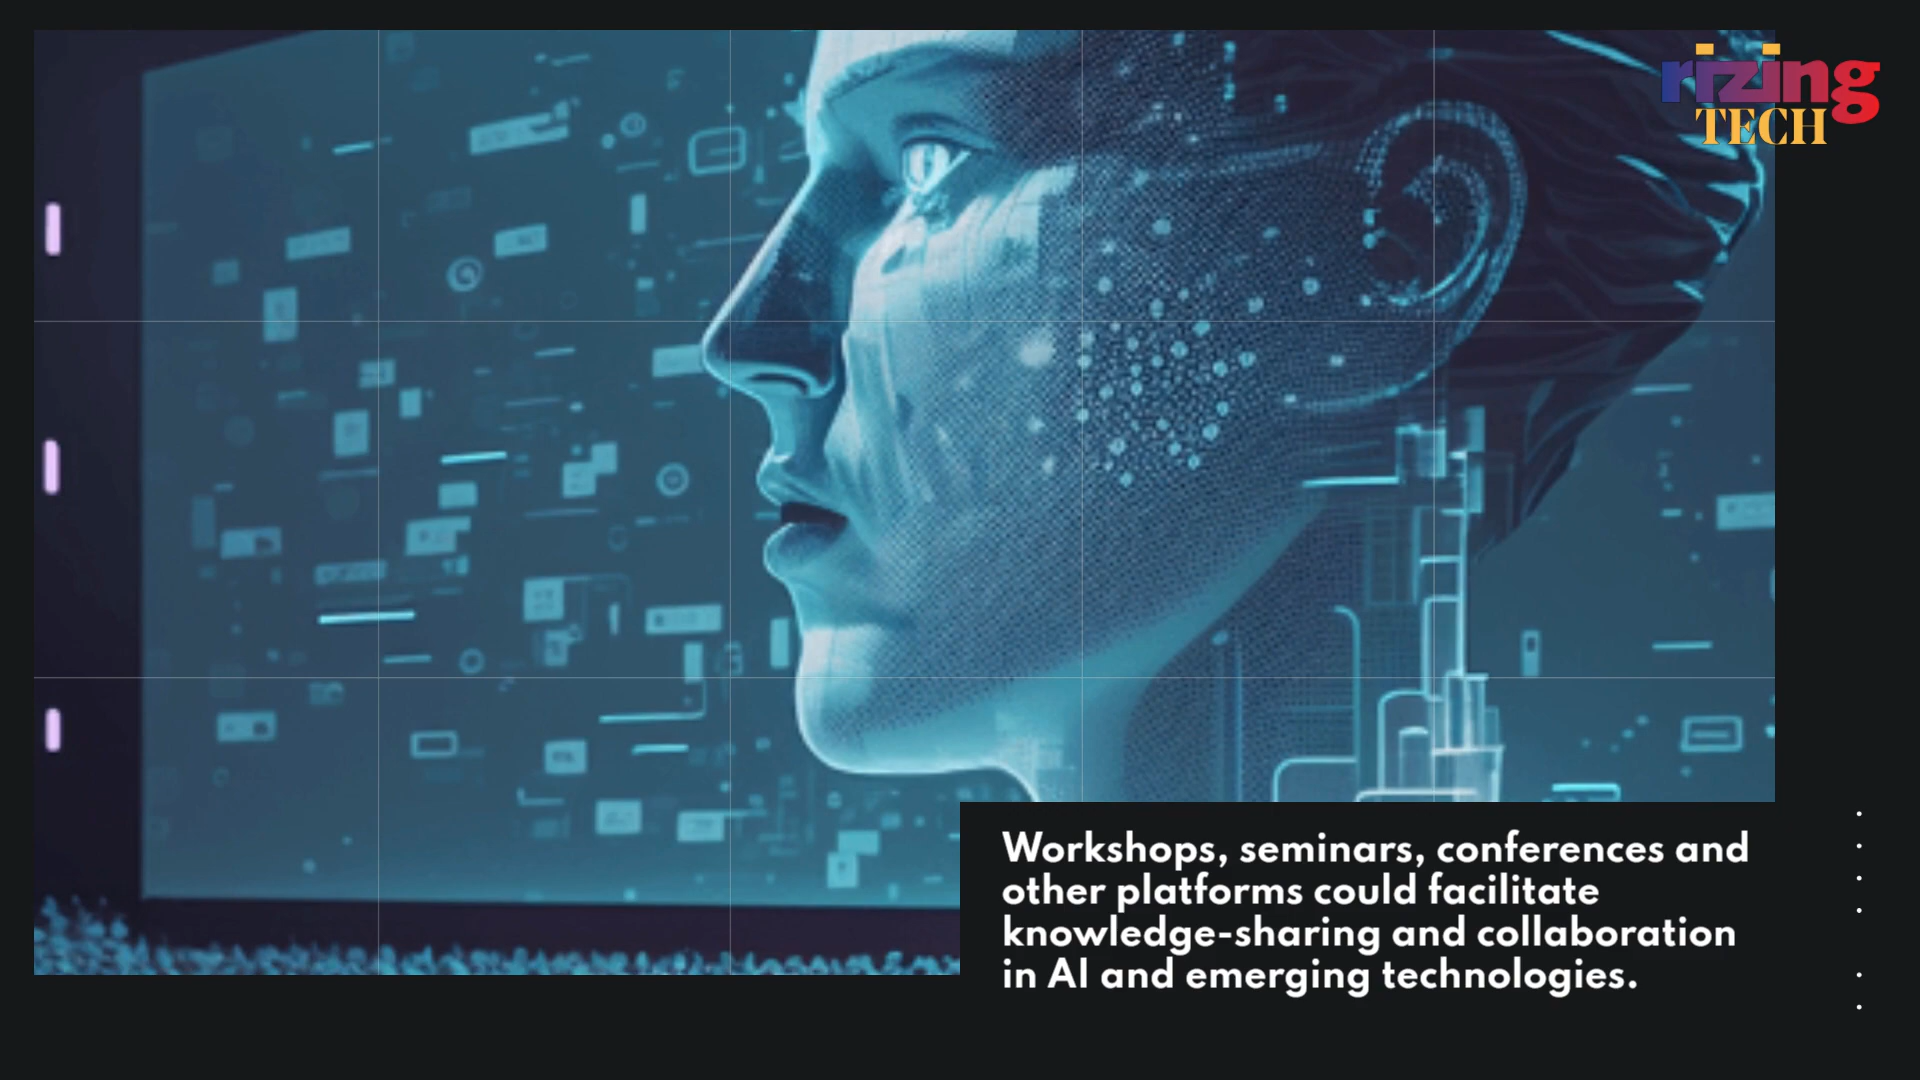 rizing
TECH
Workshops, seminars, conferences and
other platforms could facilitate
knowledge-sharing and collaboration
in AI and emerging technologies.